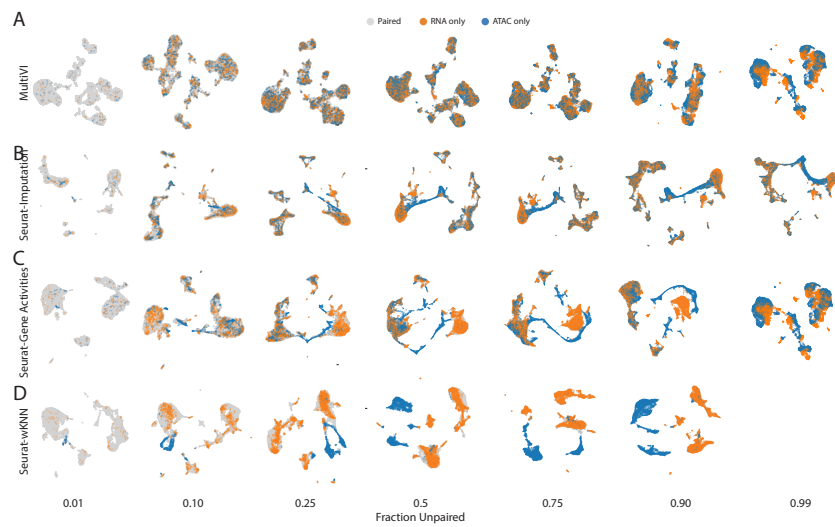 A
Paired RNA only ATAC only
MultiVI
B
Seurat-Imputation
C
Seurat-Gene Activities
D
Seurat-wKNN
0.01 0.10 0.25 0.5 0.75 0.90 0.99
Fraction Unpaired